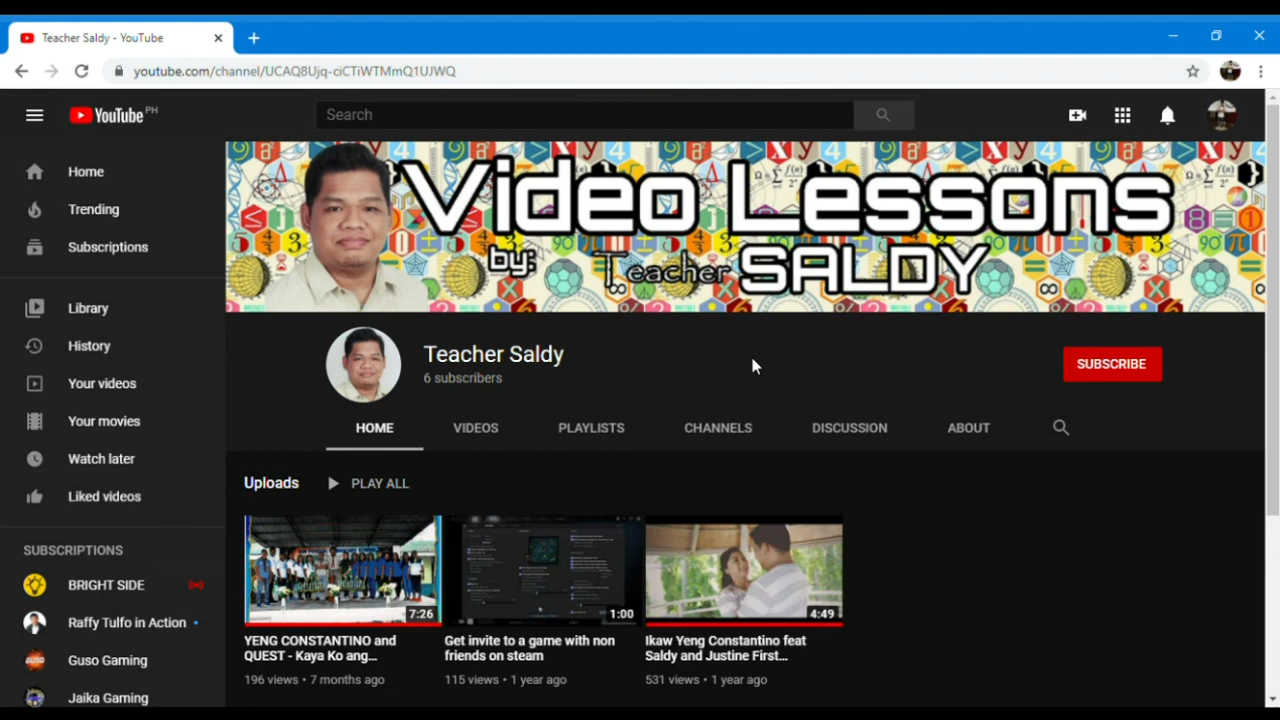 Teacher Saldy - YouTube
youtube.com/channel/UCAQ8Ujq-ciCTiWTMmQ1UJWQ
YouTube PH
Search
Home
Trending
Subscriptions
Library
History
Your videos
Your movies
Watch later
Liked videos
SUBSCRIPTIONS
BRIGHT SIDE
Raffy Tulfo in Action
Guso Gaming
Jaika Gaming
Video Lessons
by: Teacher SALDY
Teacher Saldy
6 subscribers
SUBSCRIBE
HOME VIDEOS PLAYLISTS CHANNELS DISCUSSION ABOUT
Uploads PLAY ALL
7:26
1:00
4:49
YENG CONSTANTINO and
QUEST - Kaya Ko ang...
196 views • 7 months ago
Get invite to a game with non
friends on steam
115 views • 1 year ago
Ikaw Yeng Constantino feat
Saldy and Justine First...
531 views • 1 year ago